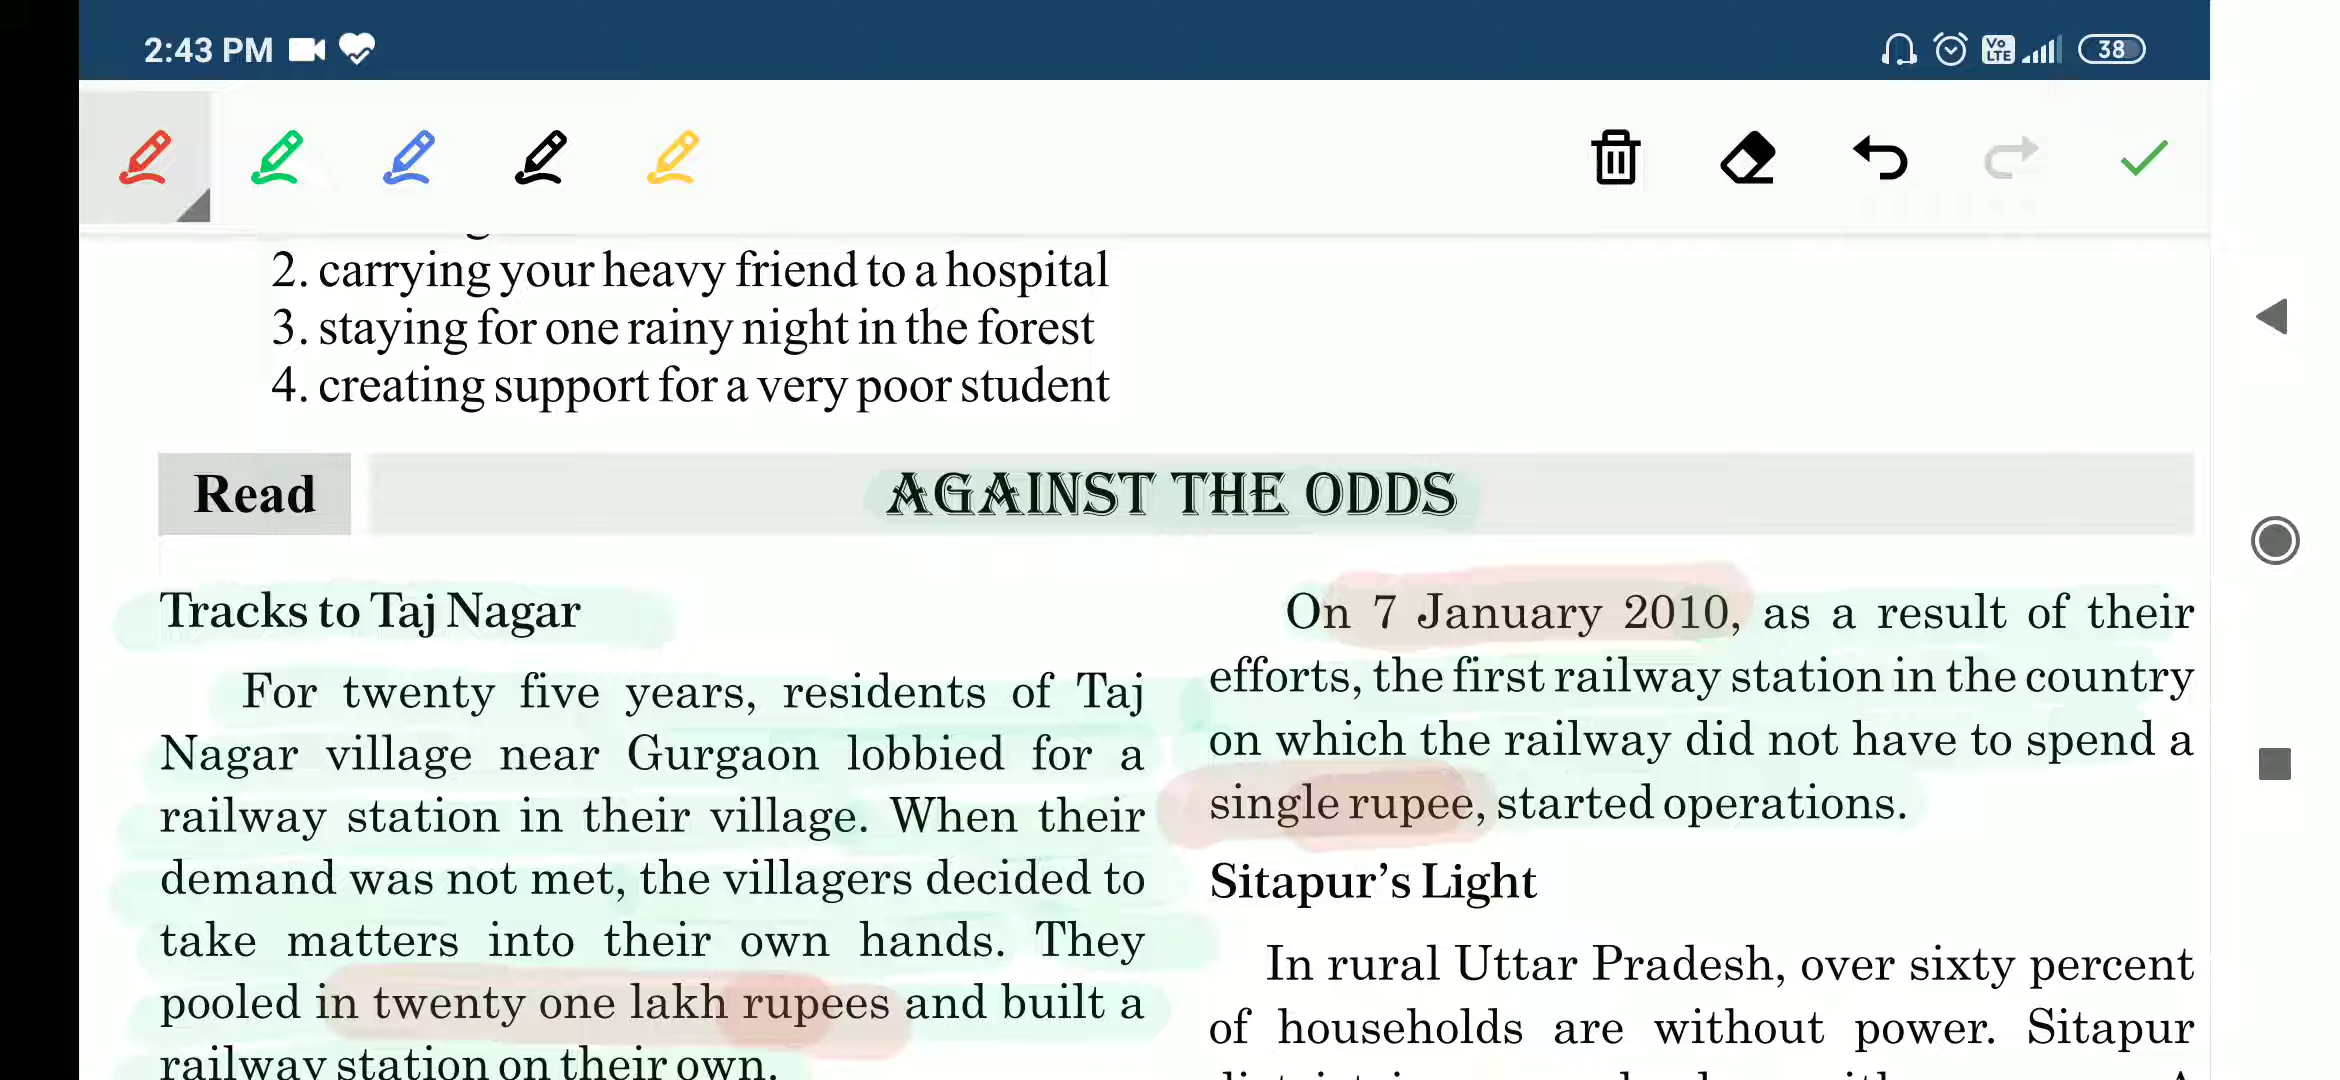 2:43 PM
Vo LTE
38
2. carrying your heavy friend to a hospital
3. staying for one rainy night in the forest
4. creating support for a very poor student
Read
AGAINST THE ODDS
Tracks to Taj Nagar
For twenty five years, residents of Taj
Nagar village near Gurgaon lobbied for a
railway station in their village. When their
demand was not met, the villagers decided to
take matters into their own hands. They
pooled in twenty one lakh rupees and built a
railway station on their own.
On 7 January 2010, as a result of their
efforts, the first railway station in the country
on which the railway did not have to spend a
single rupee, started operations.
Sitapur's Light
In rural Uttar Pradesh, over sixty percent
of households are without power. Sitapur